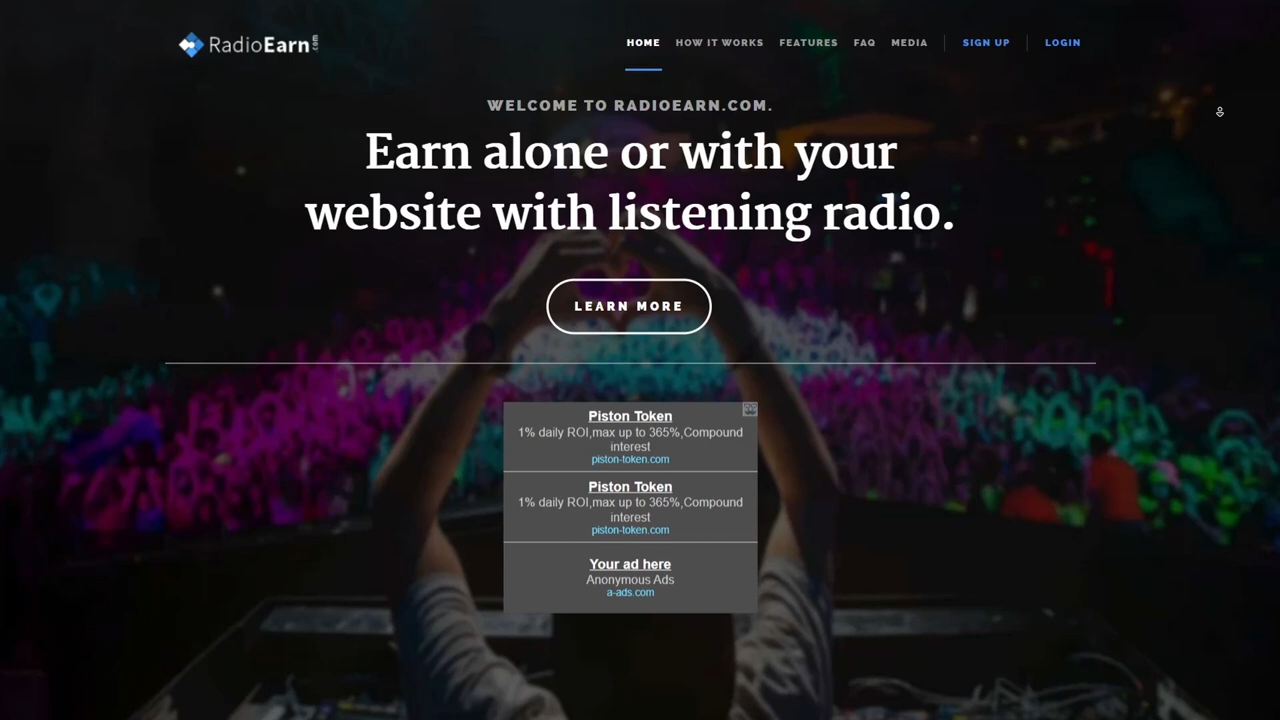 RadioEarn.com
HOME
HOW IT WORKS
FEATURES
FAQ
MEDIA
SIGN UP
LOGIN
WELCOME TO RADIOEARN.COM.
Earn alone or with your
website with listening radio.
LEARN MORE
Piston Token
1% daily ROI,max up to 365%,Compound
interest
piston-token.com
Piston Token
1% daily ROI,max up to 365%,Compound
interest
piston-token.com
Your ad here
Anonymous Ads
a-ads.com